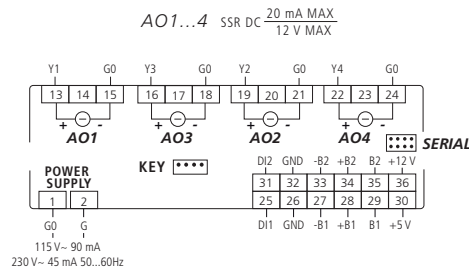 AO1...4 SSR DC 20 mA MAX
12 V MAX
Y1 G0 Y3 G0 Y2 G0 Y4 G0
13 14 15 16 17 18 19 20 21 22 23 24
+ - + - + - + -
AO1 AO3 AO2 AO4
SERIAL
POWER SUPPLY
KEY
DI2 GND -B2 +B2 B2 +12 V
1 2 31 32 33 34 35 36
25 26 27 28 29 30
G0 G DI1 GND -B1 +B1 B1 +5 V
115 V~ 90 mA
230 V~ 45 mA 50...60Hz